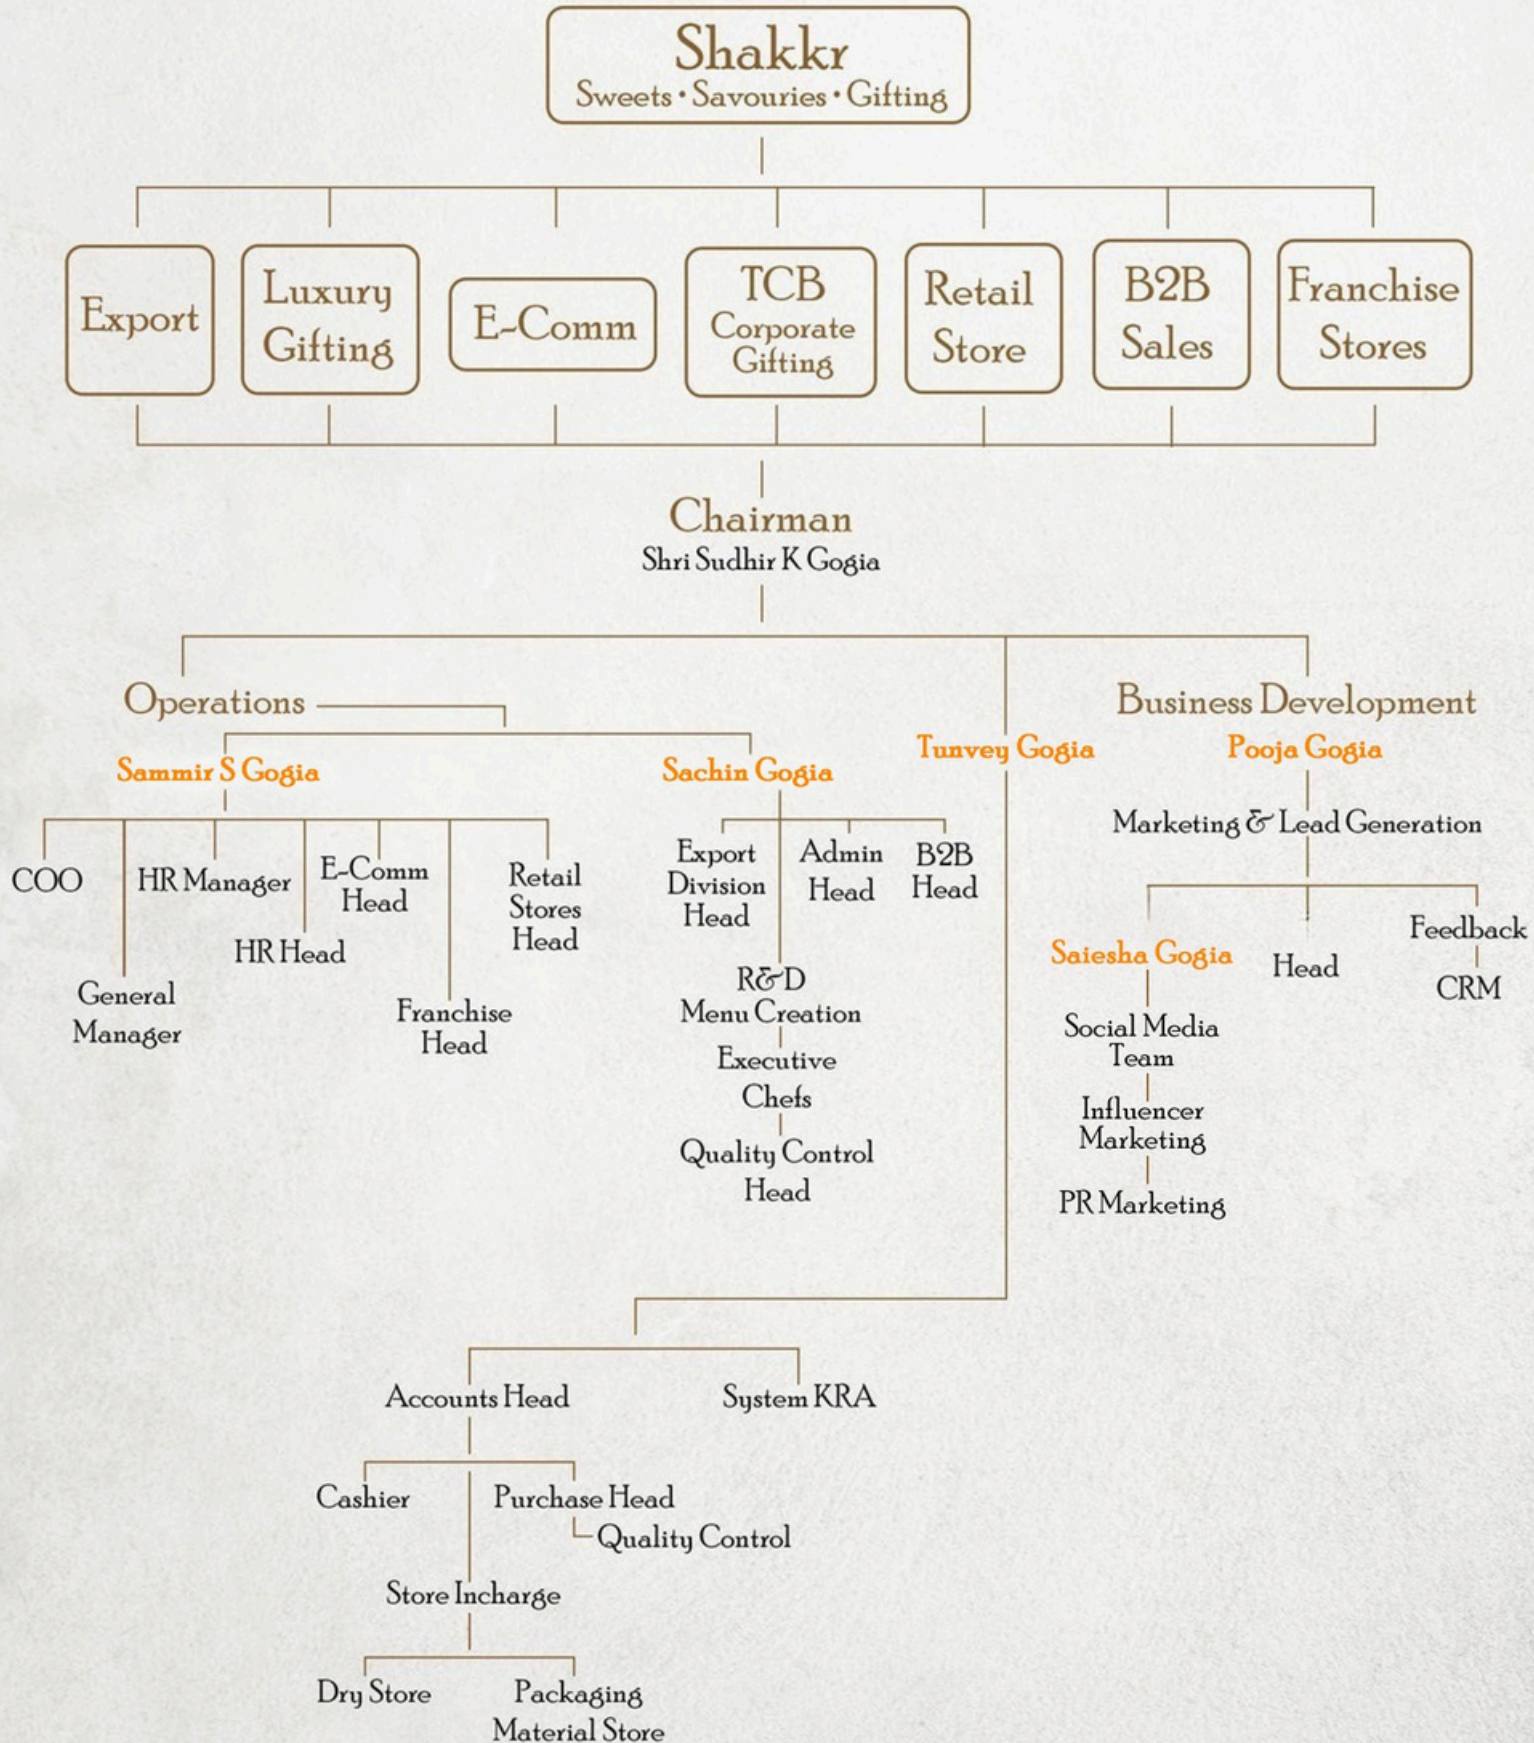 Shakkr
Sweets • Savouries • Gifting
Export
Luxury
Gifting
E-Comm
TCB
Corporate
Gifting
Retail
Store
B2B
Sales
Franchise
Stores
Chairman
Shri Sudhir K Gogia
Operations
Sammir S Gogia
COO
General
Manager
HR Manager
HR Head
E-Comm
Head
Franchise
Head
Retail
Stores
Head
Sachin Gogia
Export
Division
Head
Admin
Head
B2B
Head
R&D
Menu Creation
Executive
Chefs
Quality Control
Head
Tunvey Gogia
Business Development
Pooja Gogia
Marketing & Lead Generation
Saiesha Gogia
Social Media
Team
Influencer
Marketing
PR Marketing
Head
Feedback
CRM
Accounts Head
System KRA
Cashier
Purchase Head
Quality Control
Store Incharge
Dry Store
Packaging
Material Store